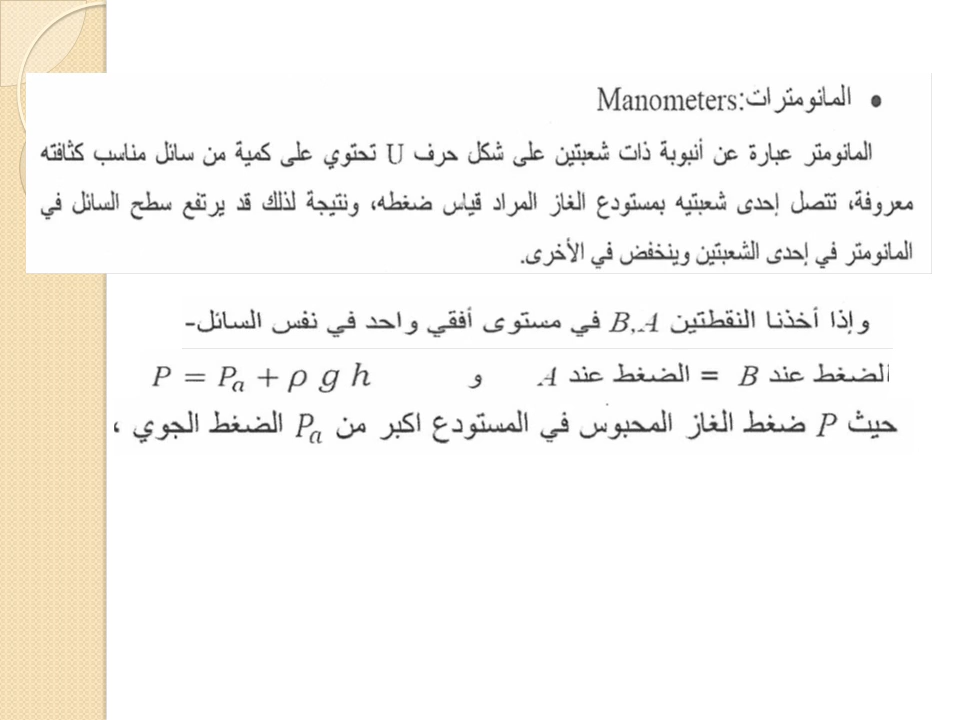 • المانومترات:Manometers
المانومتر عبارة عن أنبوبة ذات شعبتين على شكل حرف U تحتوي على كمية من سائل مناسب كثافته
معروفة، تتصل إحدى شعبتيه بمستودع الغاز المراد قياس ضغطه، ونتيجة لذلك قد يرتفع سطح السائل في
المانومتر في إحدى الشعبتين وينخفض في الأخرى.
وإذا أخذنا النقطتين B,A في مستوى أفقي واحد في نفس السائل-
الضغط عند B = الضغط عند A و P = Pₐ + ρ g h
حيث P ضغط الغاز المحبوس في المستودع اكبر من Pₐ الضغط الجوي ،